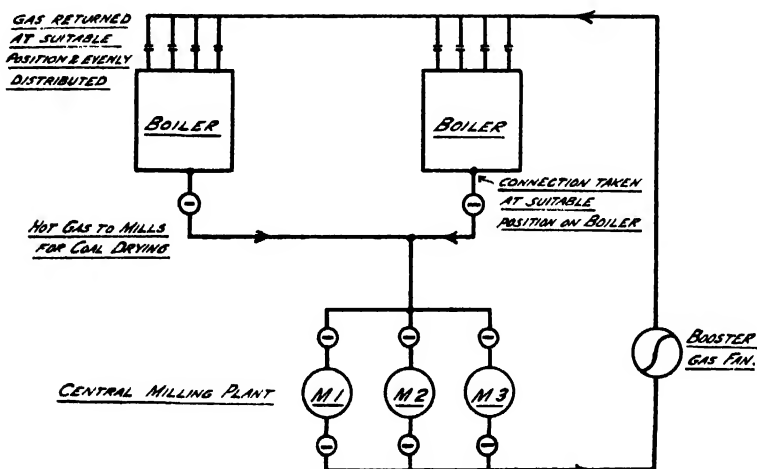 GAS RETURNED
AT SUITABLE
POSITION & EVENLY
DISTRIBUTED
BOILER
BOILER
CONNECTION TAKEN
AT SUITABLE
POSITION ON BOILER
HOT GAS TO MILLS
FOR COAL DRYING
BOOSTER
GAS FAN.
CENTRAL MILLING PLANT
M1
M2
M3